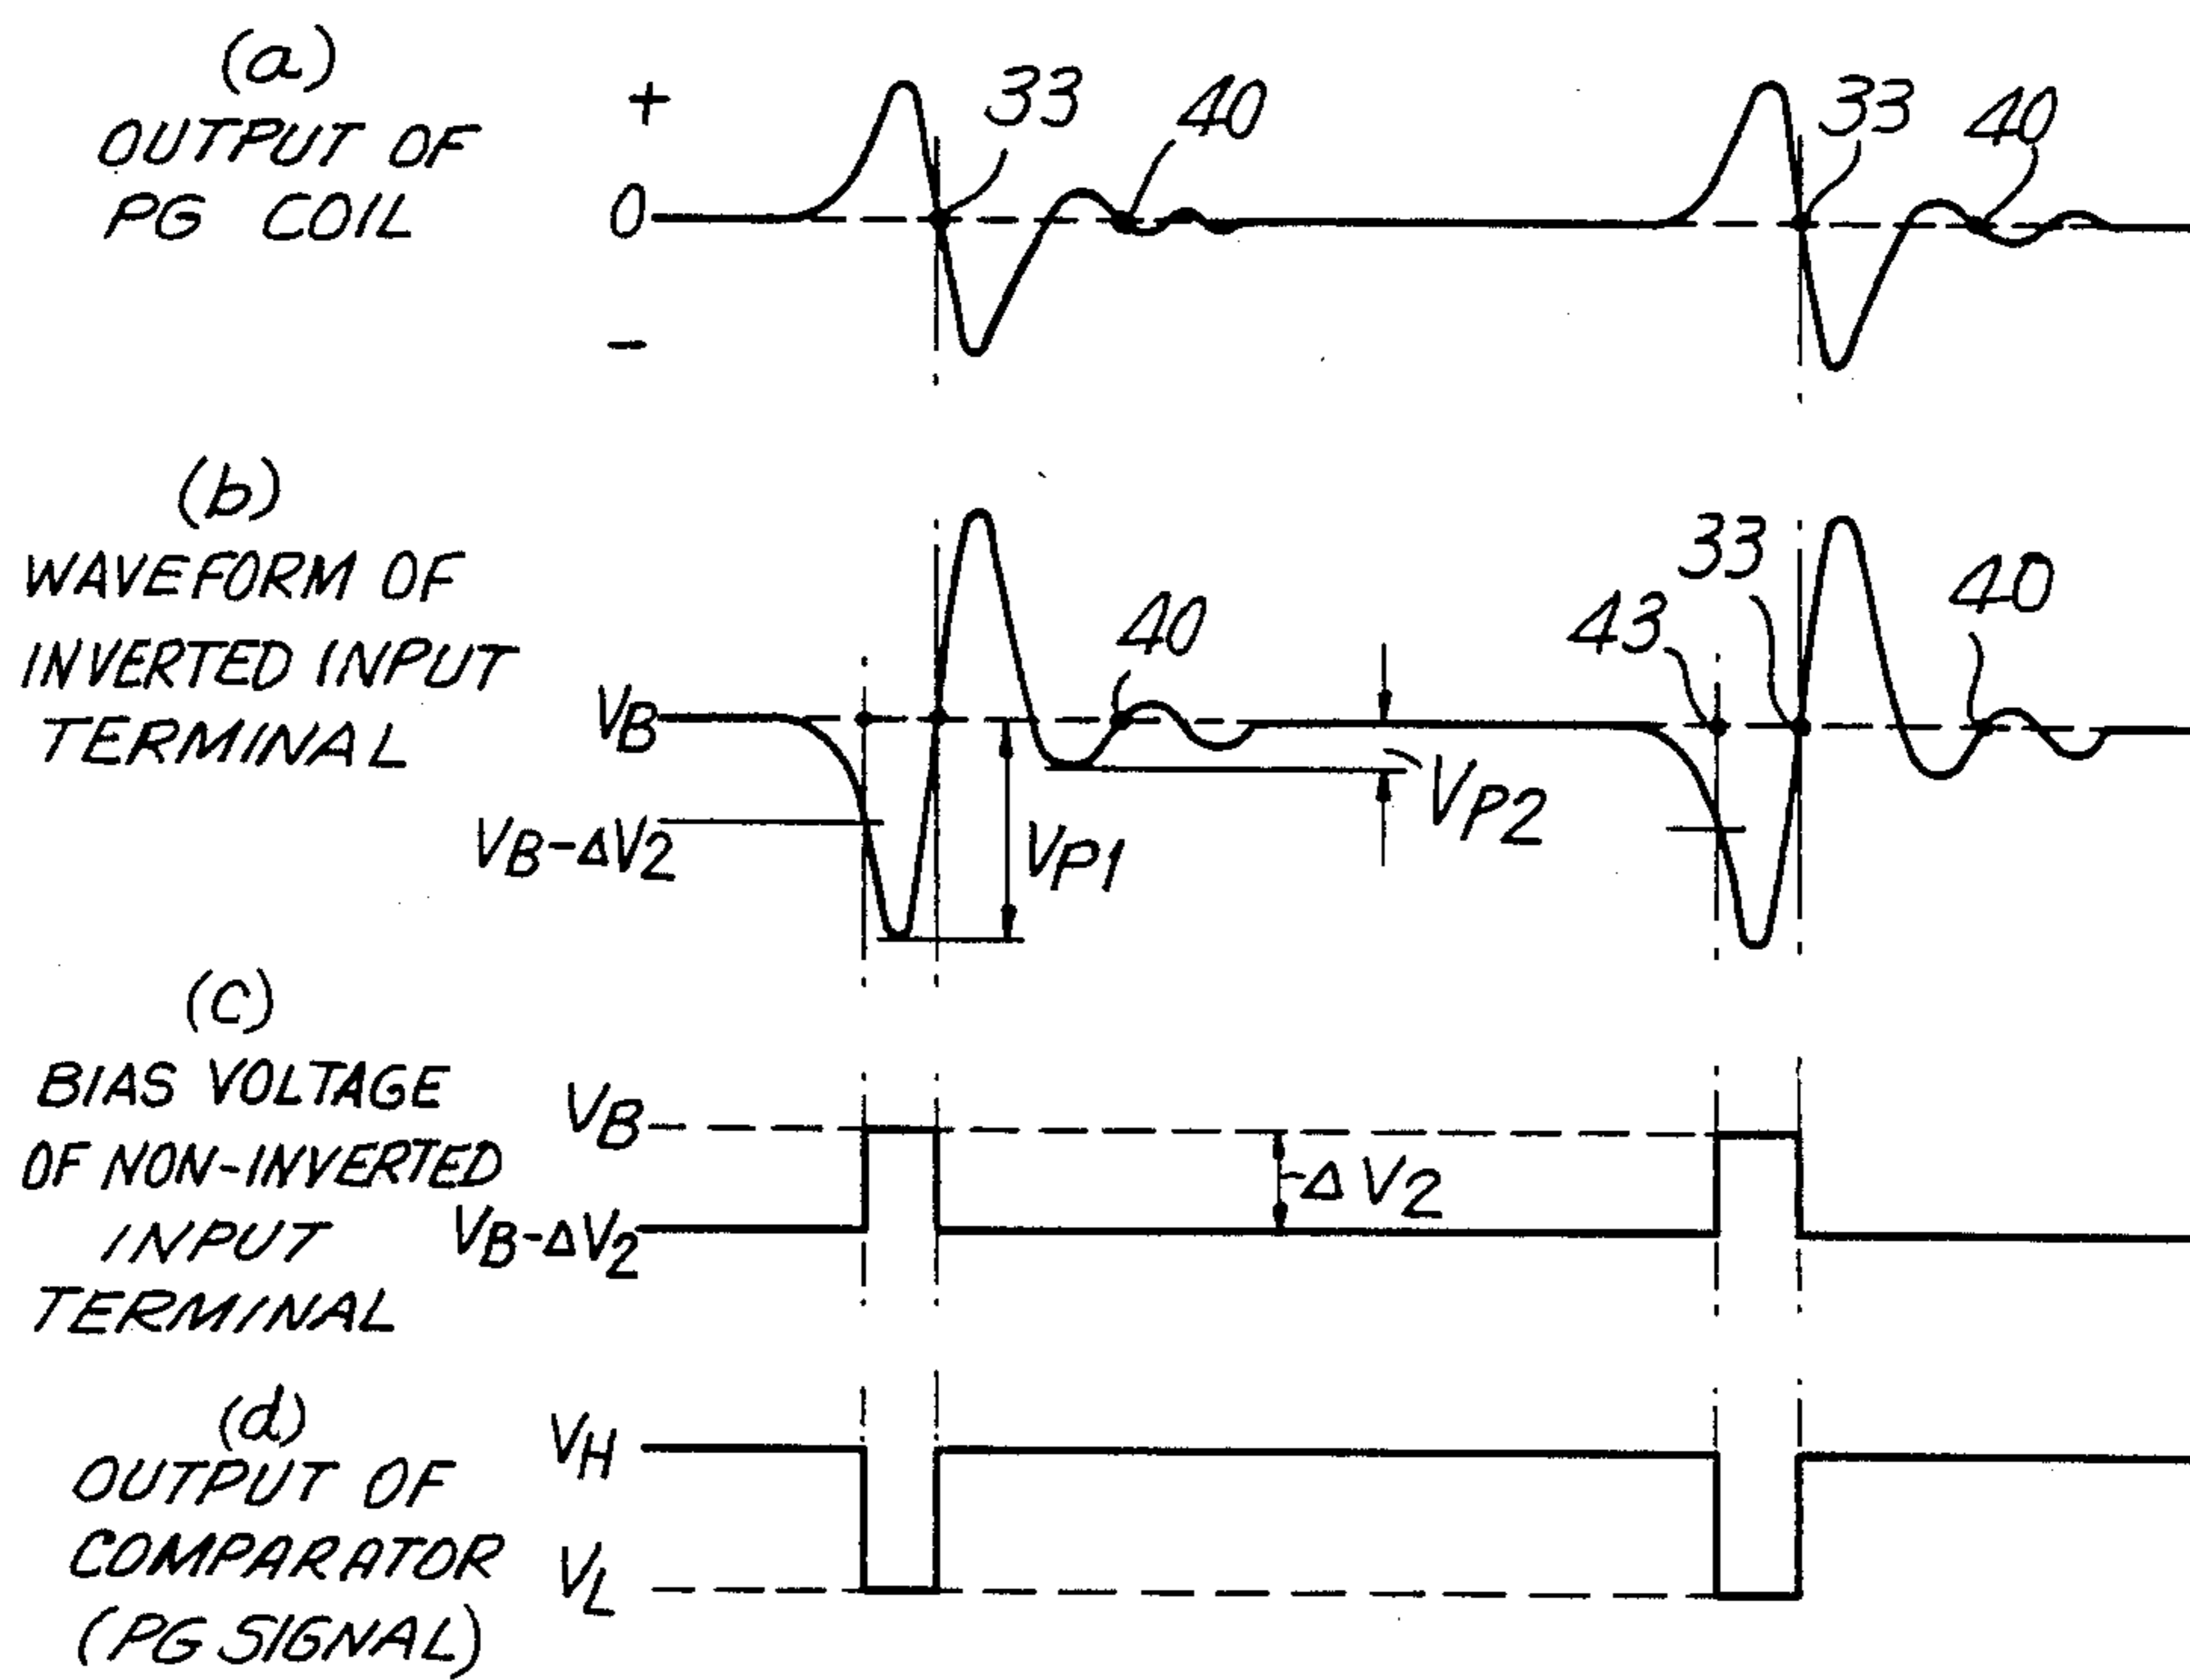 (a)
OUTPUT OF
PG COIL
+
0
−
33
40
33
40
(b)
WAVEFORM OF
INVERTED INPUT
TERMINAL
VB
VB-ΔV2
VP1
40
VP2
43
33
40
(c)
BIAS VOLTAGE
OF NON-INVERTED
INPUT
TERMINAL
VB
VB-ΔV2
ΔV2
(d)
OUTPUT OF
COMPARATOR
(PG SIGNAL)
VH
VL